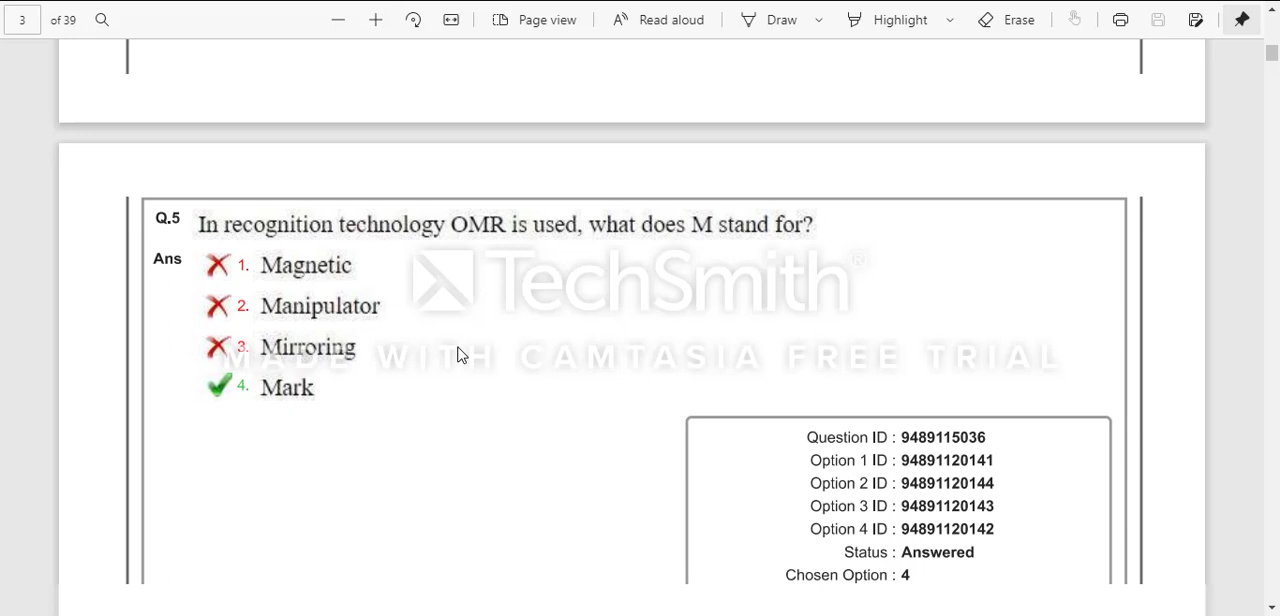 3 of 39 Page view Read aloud Draw Highlight Erase
Q.5 In recognition technology OMR is used, what does M stand for?
Ans 1. Magnetic
2. Manipulator
3. Mirroring
4. Mark
TechSmith®
MADE WITH CAMTASIA FREE TRIAL
Question ID : 9489115036
Option 1 ID : 94891120141
Option 2 ID : 94891120144
Option 3 ID : 94891120143
Option 4 ID : 94891120142
Status : Answered
Chosen Option : 4